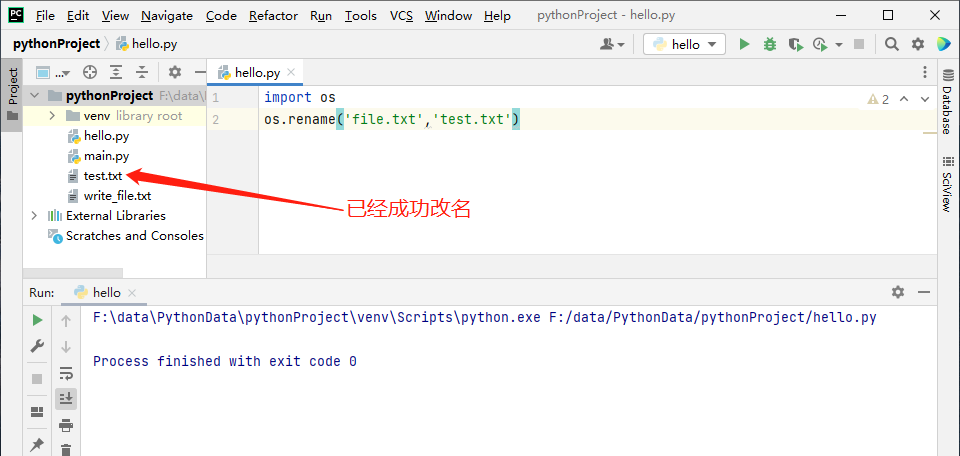 PC File Edit View Navigate Code Refactor Run Tools VCS Window Help pythonProject - hello.py
pythonProject hello.py hello
Project
... hello.py
pythonProject F:\data\
venv library root
hello.py
main.py
test.txt
write_file.txt
External Libraries
Scratches and Consoles
1 import os
2 os.rename('file.txt','test.txt')
2
已经成功改名
Database
SciView
Run: hello
F:\data\PythonData\pythonProject\venv\Scripts\python.exe F:/data/PythonData/pythonProject/hello.py
Process finished with exit code 0